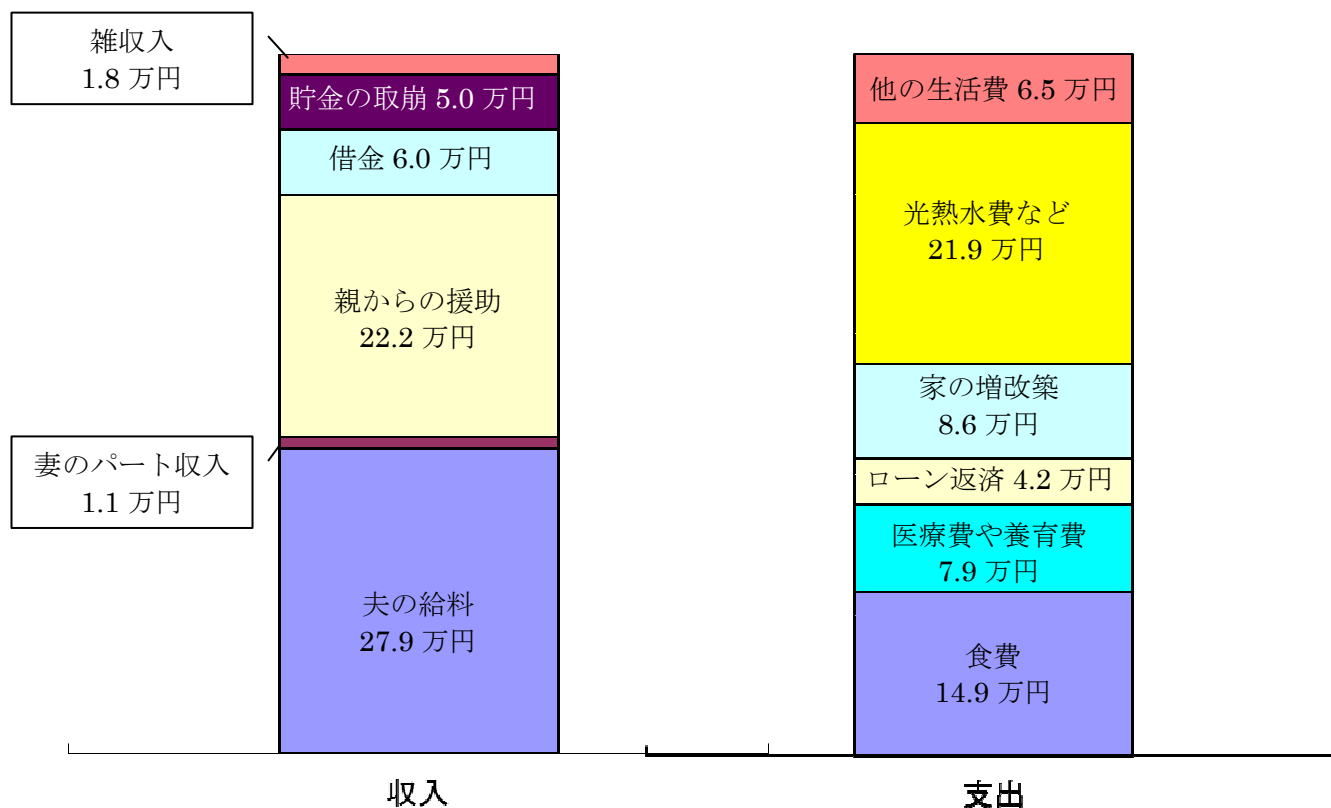 雑収入
1.8 万円
貯金の取崩 5.0 万円
借金 6.0 万円
親からの援助
22.2 万円
妻のパート収入
1.1 万円
夫の給料
27.9 万円
収入
他の生活費 6.5 万円
光熱水費など
21.9 万円
家の増改築
8.6 万円
ローン返済 4.2 万円
医療費や養育費
7.9 万円
食費
14.9 万円
支出